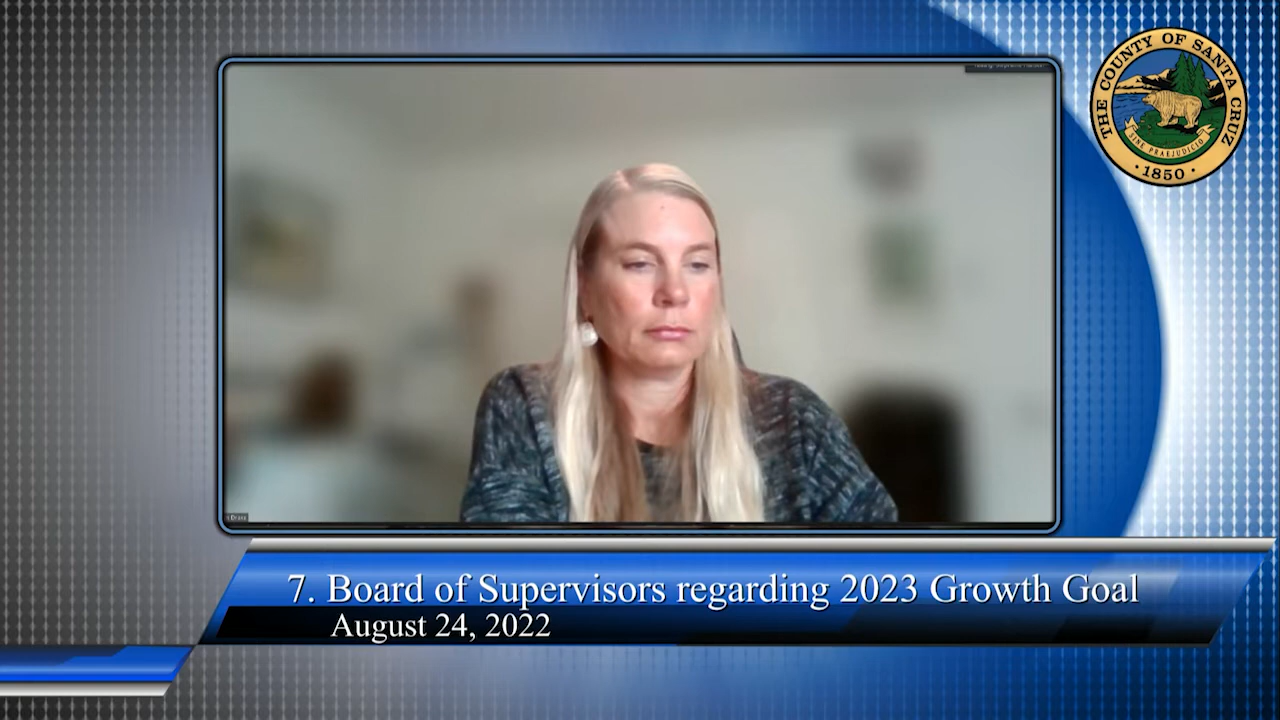 THE COUNTY OF SANTA CRUZ
SINE PRAEJUDICIO
• 1850 •
7. Board of Supervisors regarding 2023 Growth Goal
August 24, 2022